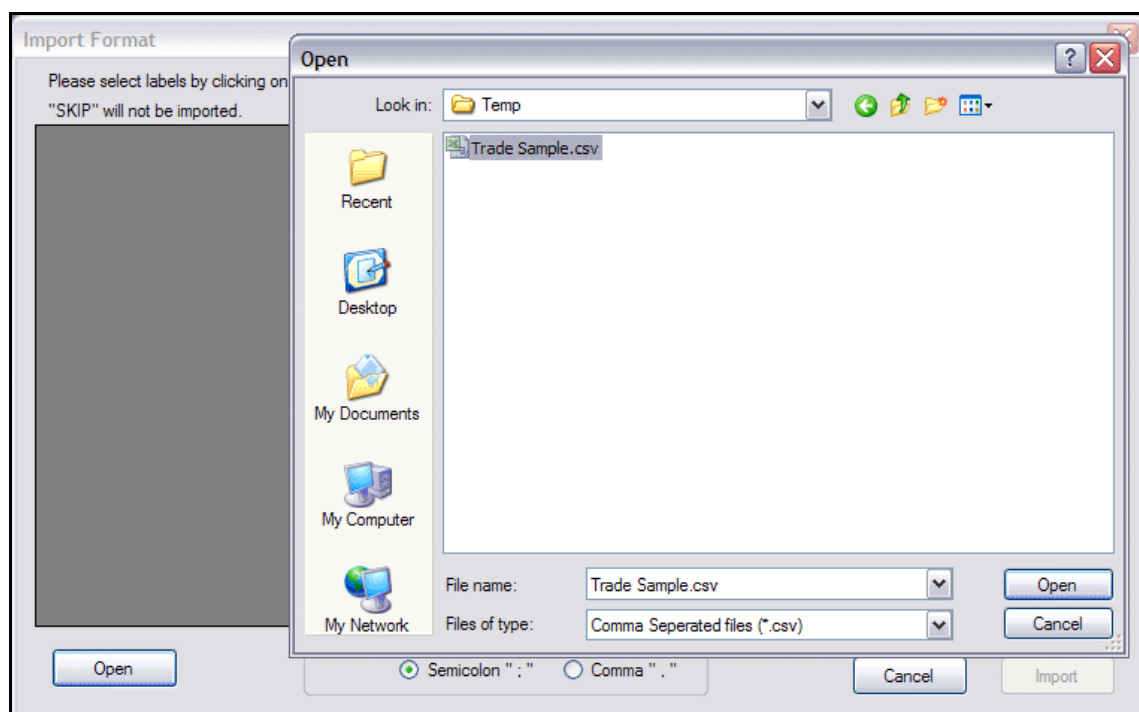 Import Format
Please select labels by clicking on
"SKIP" will not be imported.
Open
?
Look in:
Temp
Trade Sample.csv
Recent
Desktop
My Documents
My Computer
My Network
File name:
Trade Sample.csv
Open
Files of type:
Comma Seperated files (*.csv)
Cancel
Open
Semicolon " ; "
Comma " , "
Cancel
Import